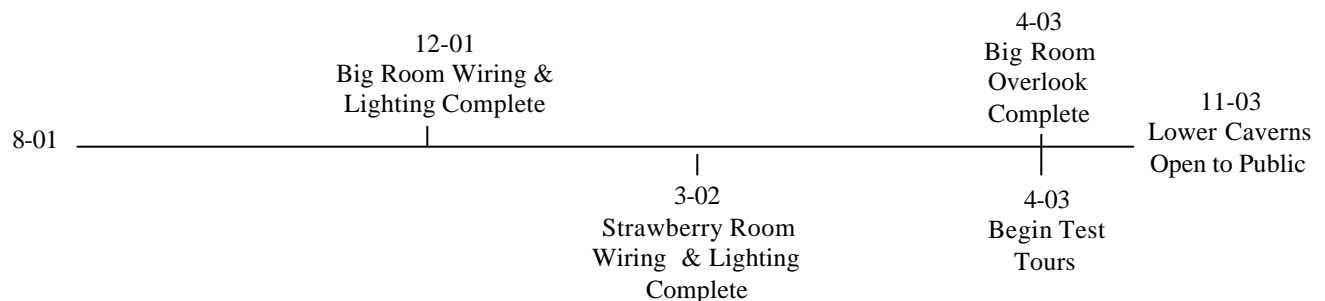 8-01
12-01
Big Room Wiring &
Lighting Complete
3-02
Strawberry Room
Wiring & Lighting
Complete
4-03
Big Room
Overlook
Complete
4-03
Begin Test
Tours
11-03
Lower Caverns
Open to Public